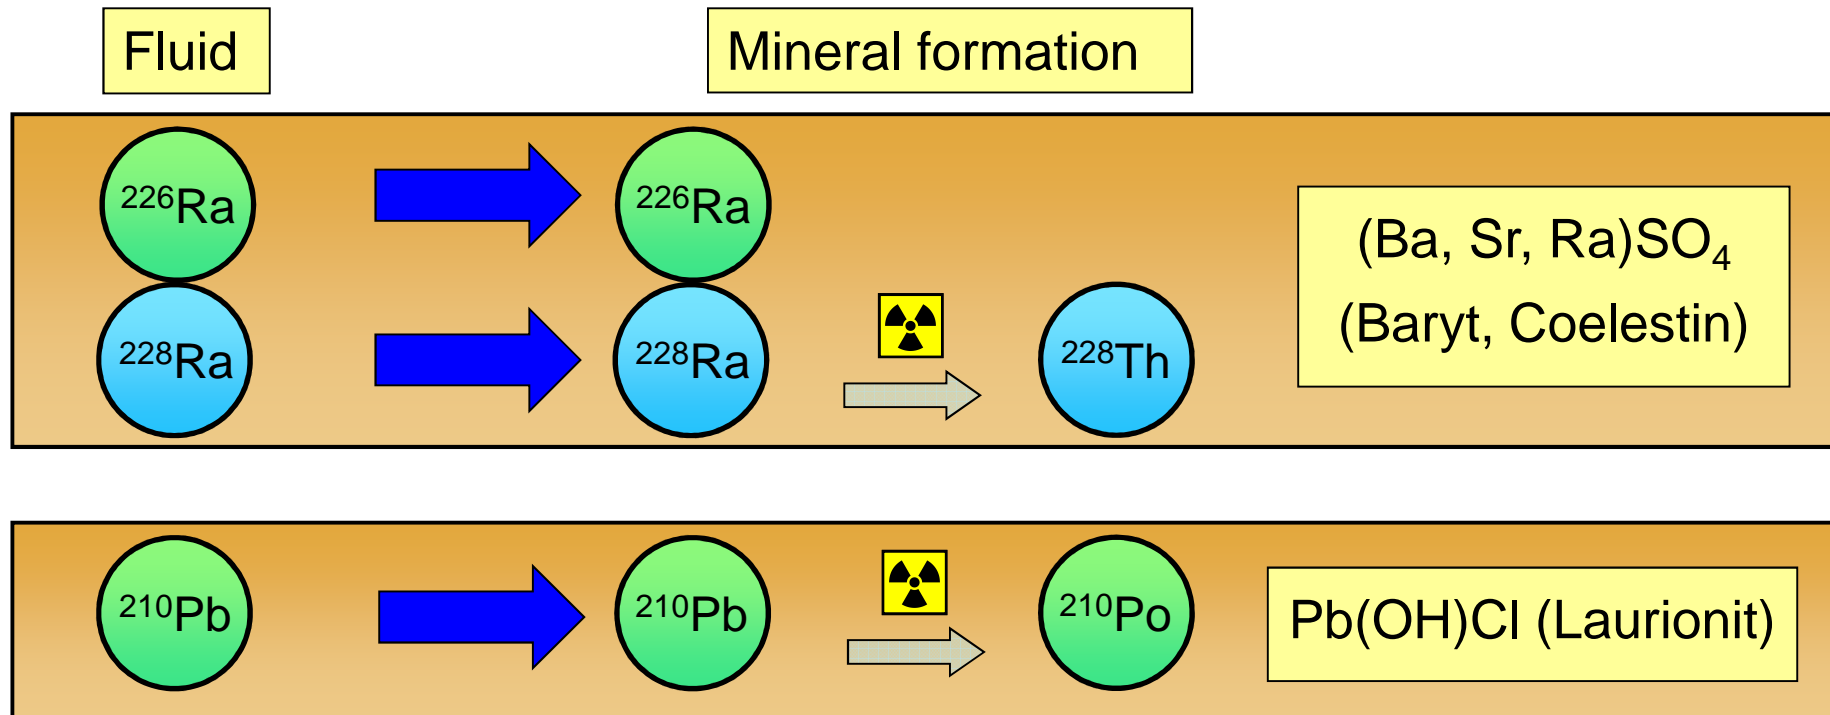 Fluid
Mineral formation
²²⁶Ra
²²⁶Ra
(Ba, Sr, Ra)SO₄
(Baryt, Coelestin)
²²⁸Ra
²²⁸Ra
²²⁸Th
²¹⁰Pb
²¹⁰Pb
²¹⁰Po
Pb(OH)Cl (Laurionit)